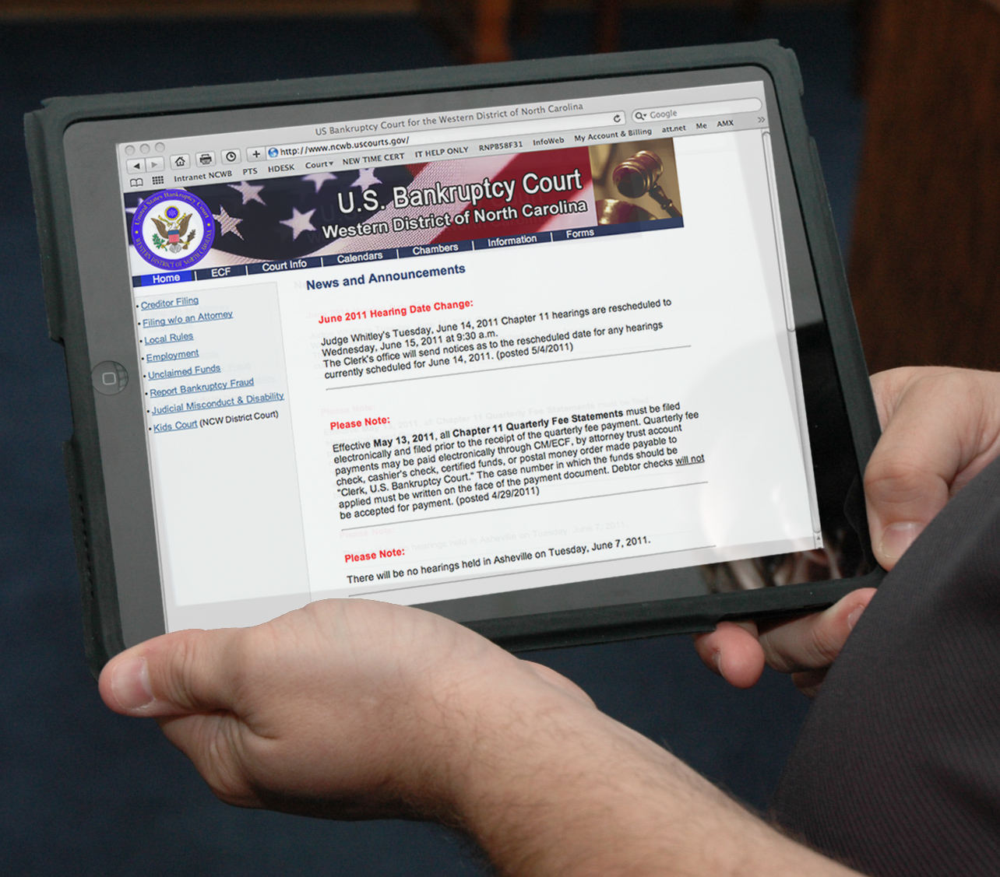 US Bankruptcy Court for the Western District of North Carolina
http://www.ncwb.uscourts.gov/
Google
Intranet NCWB PTS HDESK Court NEW TIME CERT IT HELP ONLY RNPB58F31 InfoWeb My Account & Billing att.net Me AMX
United States Bankruptcy Court
WESTERN DISTRICT OF NORTH CAROLINA
U.S. Bankruptcy Court
Western District of North Carolina
Home | ECF | Court Info | Calendars | Chambers | Information | Forms
• Creditor Filing
• Filing w/o an Attorney
• Local Rules
• Employment
• Unclaimed Funds
• Report Bankruptcy Fraud
• Judicial Misconduct & Disability
• Kids Court (NCW District Court)
News and Announcements
June 2011 Hearing Date Change:
Judge Whitley's Tuesday, June 14, 2011 Chapter 11 hearings are rescheduled to
Wednesday, June 15, 2011 at 9:30 a.m.
The Clerk's office will send notices as to the rescheduled date for any hearings
currently scheduled for June 14, 2011. (posted 5/4/2011)
Please Note:
Effective May 13, 2011, all Chapter 11 Quarterly Fee Statements must be filed
electronically and filed prior to the receipt of the quarterly fee payment. Quarterly fee
payments may be paid electronically through CM/ECF, by attorney trust account
check, cashier's check, certified funds, or postal money order made payable to
"Clerk, U.S. Bankruptcy Court." The case number in which the funds should be
applied must be written on the face of the payment document. Debtor checks will not
be accepted for payment. (posted 4/29/2011)
Please Note:
There will be no hearings held in Asheville on Tuesday, June 7, 2011.